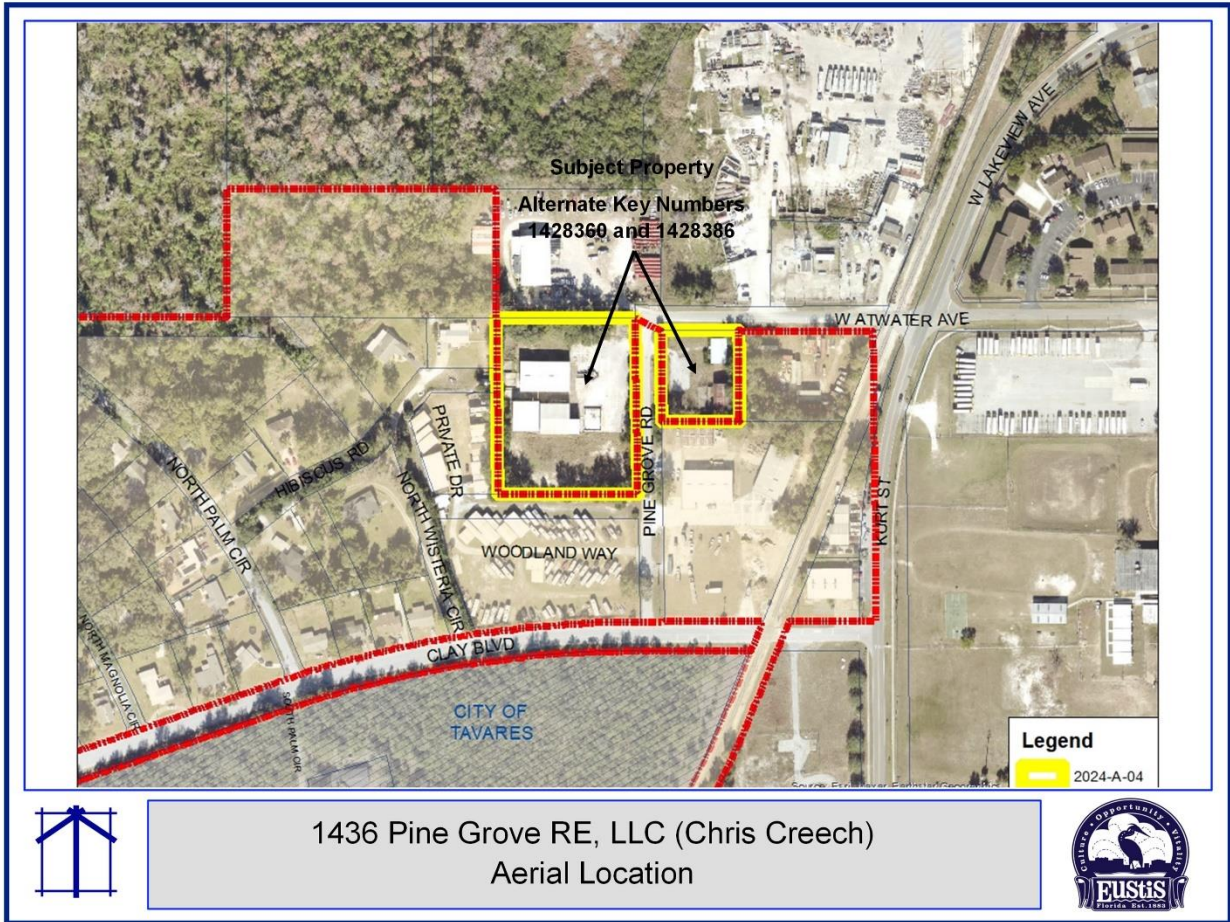 Subject Property
Alternate Key Numbers
1428360 and 1428386
W LAKEVIEW AVE
W ATWATER AVE
PINE GROVE RD
KURT ST
PRIVATE DR
HIBISCUS RD
NORTH PALM CIR
NORTH WISTERIA CIR
WOODLAND WAY
NORTH MAGNOLIA CIR
CLAY BLVD
SOUTH PALM CIR
CITY OF
TAVARES
Legend
2024-A-04
1436 Pine Grove RE, LLC (Chris Creech)
Aerial Location
Culture • Opportunity • Vitality
EUSTIS
Florida Est. 1883